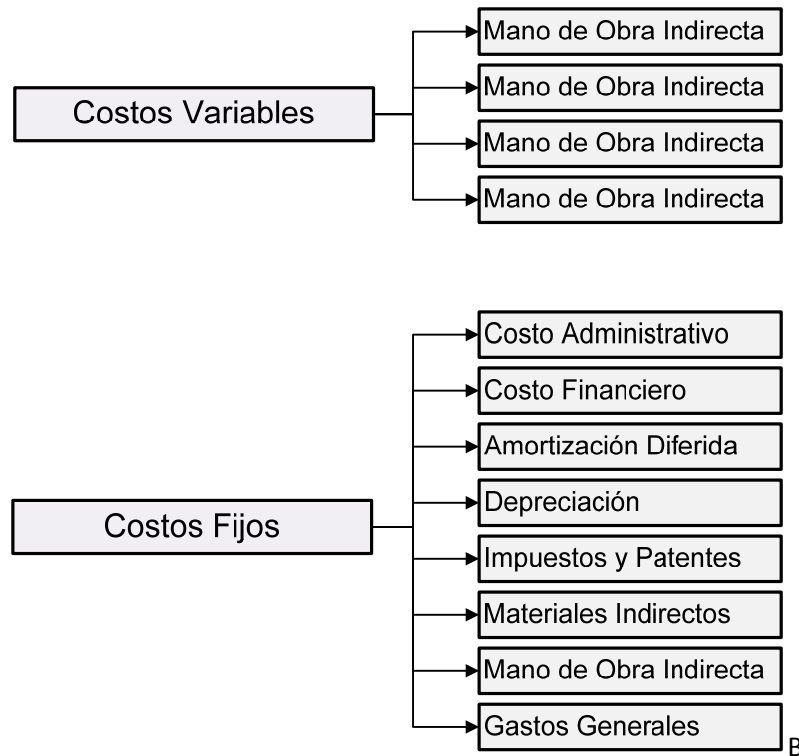 Costos Variables
Mano de Obra Indirecta
Mano de Obra Indirecta
Mano de Obra Indirecta
Mano de Obra Indirecta
Costos Fijos
Costo Administrativo
Costo Financiero
Amortización Diferida
Depreciación
Impuestos y Patentes
Materiales Indirectos
Mano de Obra Indirecta
Gastos Generales